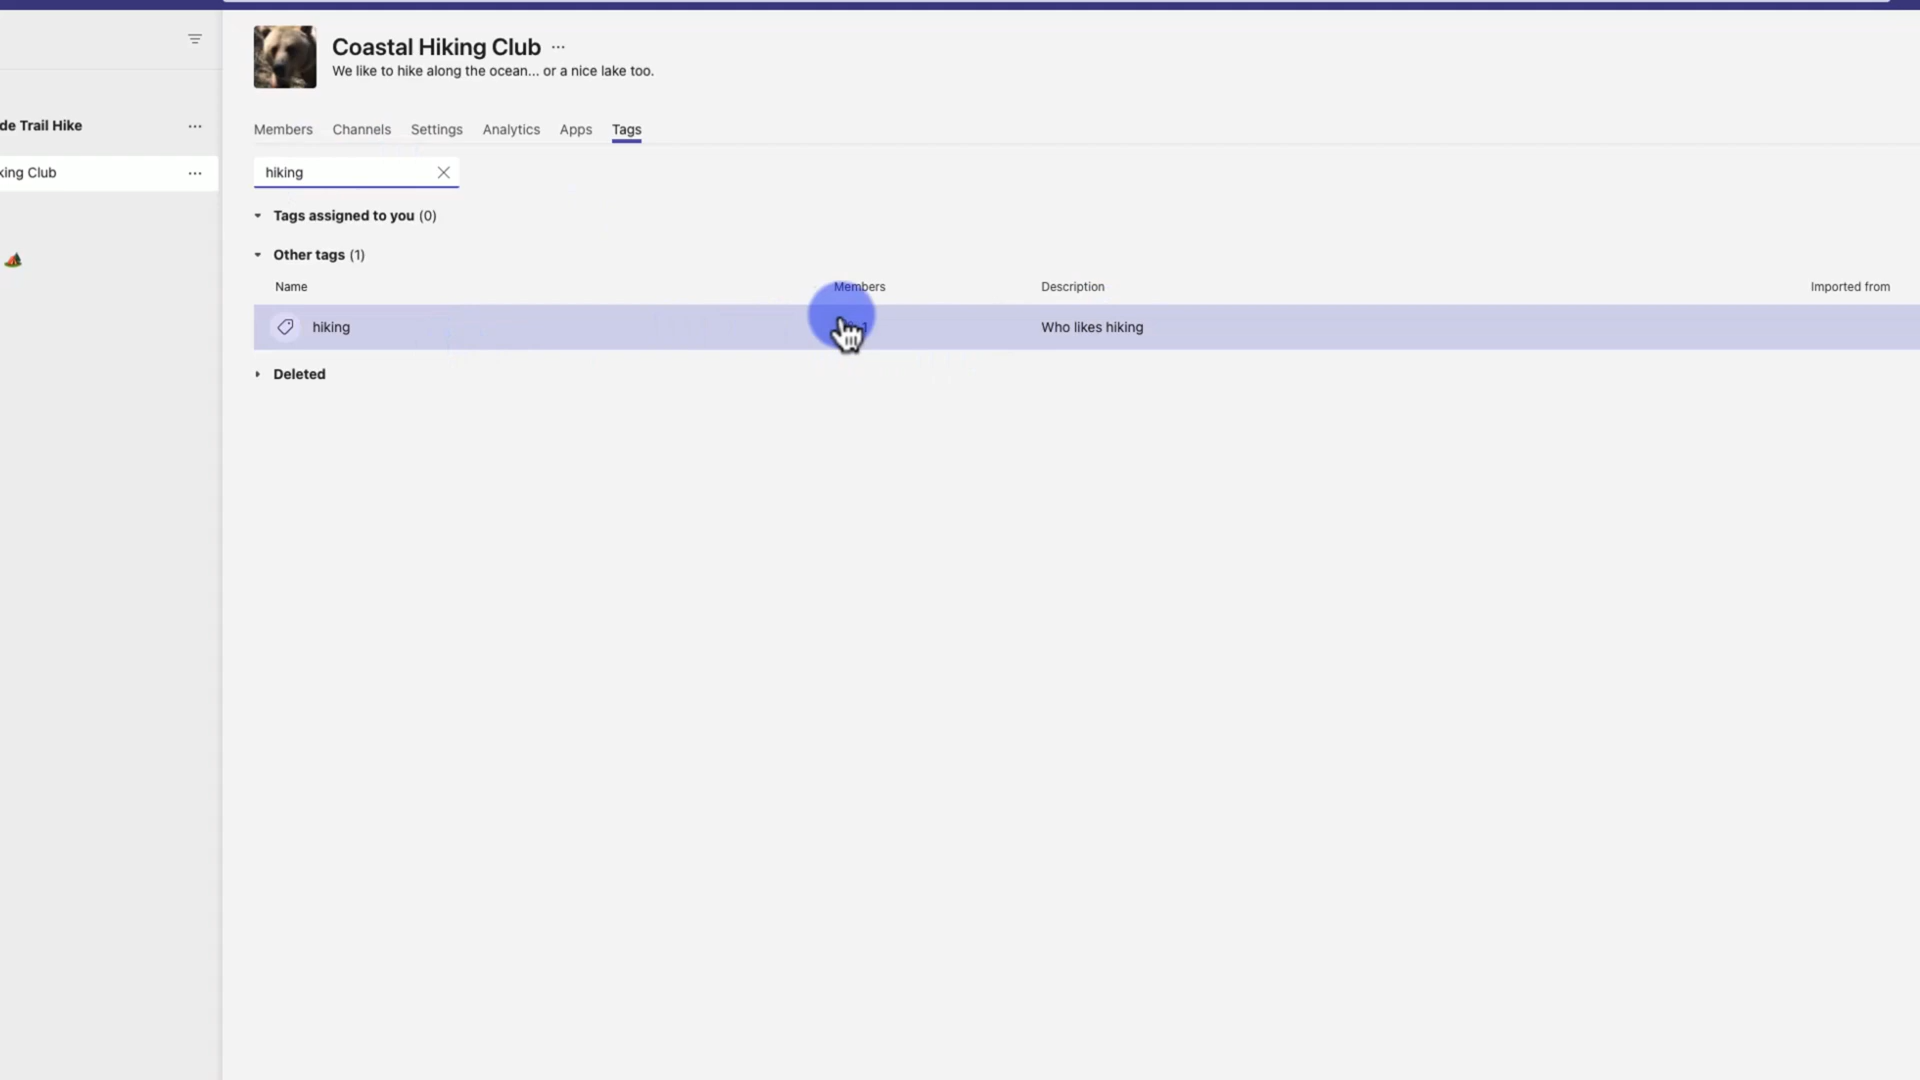 Coastal Hiking Club ...
We like to hike along the ocean... or a nice lake too.
de Trail Hike ...
Members Channels Settings Analytics Apps Tags
king Club ...
hiking
Tags assigned to you (0)
Other tags (1)
Name Members Description Imported from
hiking 1 Who likes hiking
Deleted